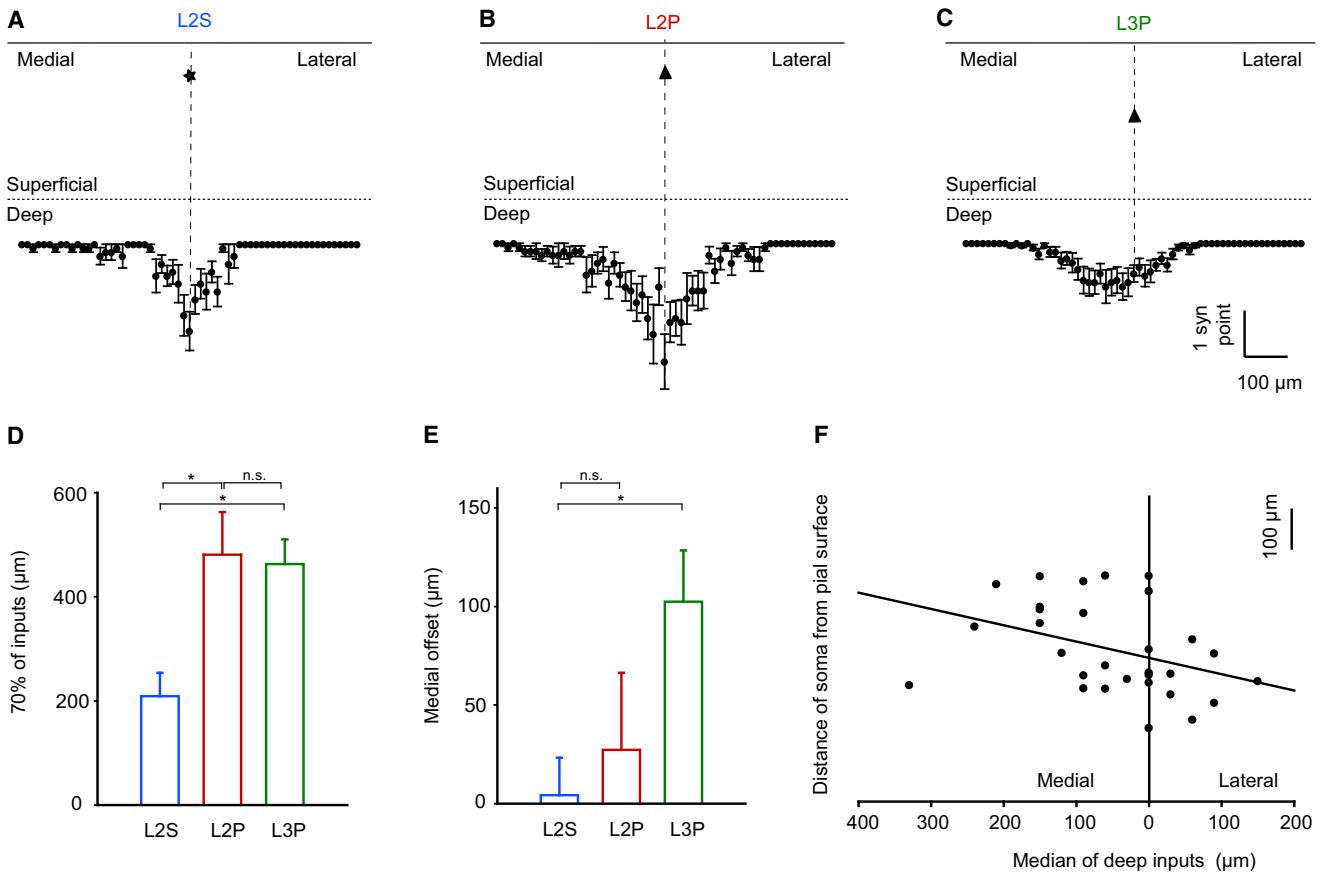 A
L2S
Medial
Lateral
Superficial
Deep
B
L2P
Medial
Lateral
Superficial
Deep
C
L3P
Medial
Lateral
Superficial
Deep
1 syn
point
100 µm
D
70% of inputs (µm)
600
400
200
0
* n.s.
*
L2S L2P L3P
E
Medial offset (µm)
150
100
50
0
n.s.
*
L2S L2P L3P
F
Distance of soma from pial surface
100 µm
Medial Lateral
400 300 200 100 0 100 200
Median of deep inputs (µm)